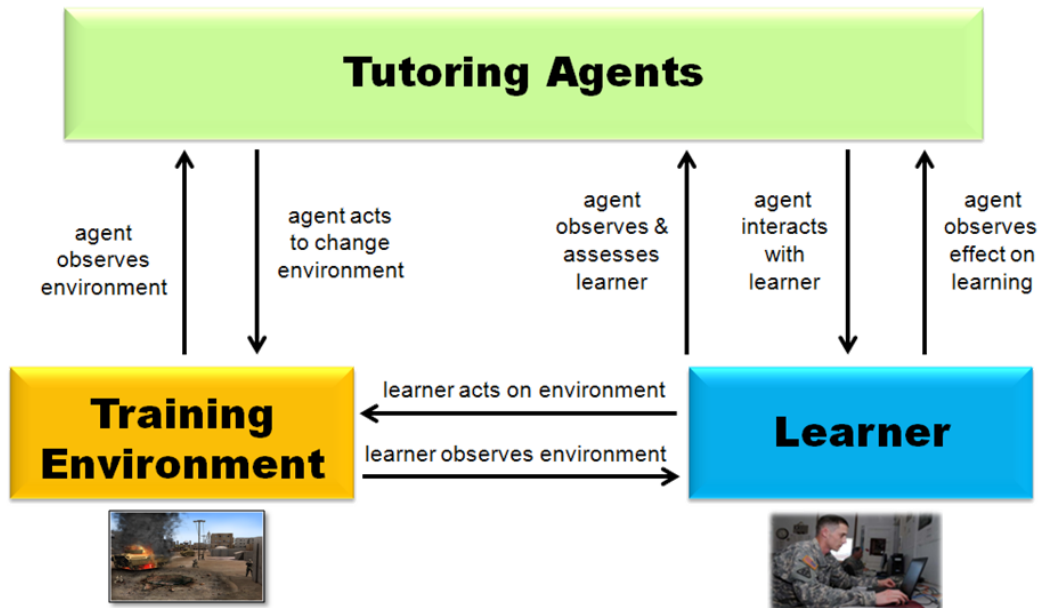 Tutoring Agents
agent
observes
environment
agent acts
to change
environment
agent
observes &
assesses
learner
agent
interacts
with
learner
agent
observes
effect on
learning
learner acts on environment
learner observes environment
Training
Environment
Learner